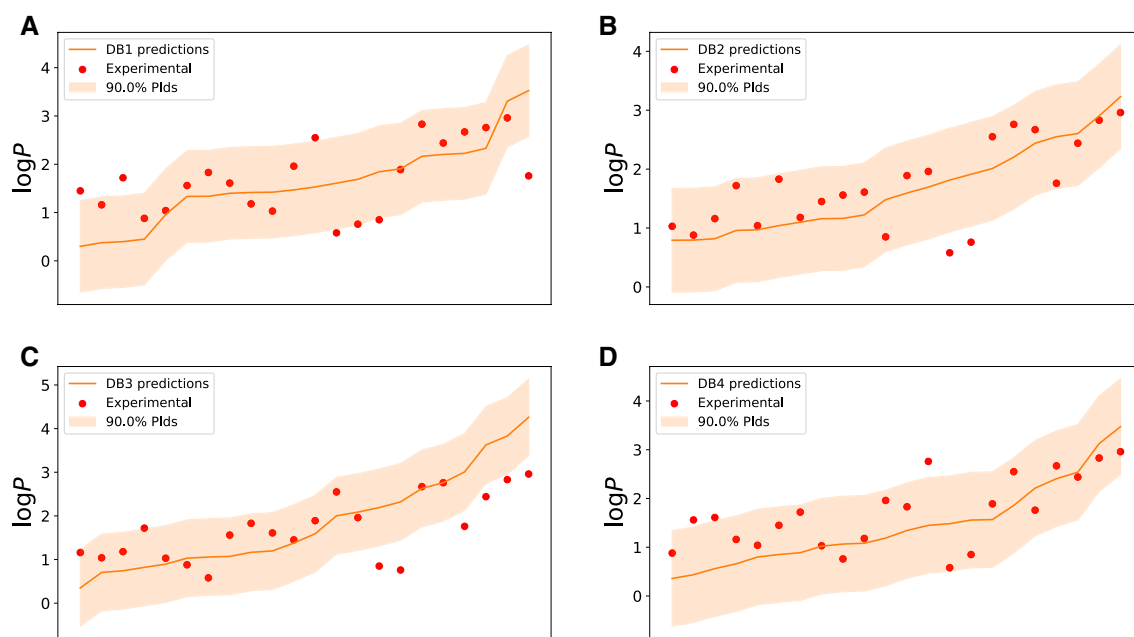 A
DB1 predictions
Experimental
90.0% PIds
4
3
2
1
0
logP
B
DB2 predictions
Experimental
90.0% PIds
4
3
2
1
0
logP
C
DB3 predictions
Experimental
90.0% PIds
5
4
3
2
1
0
logP
D
DB4 predictions
Experimental
90.0% PIds
4
3
2
1
0
logP